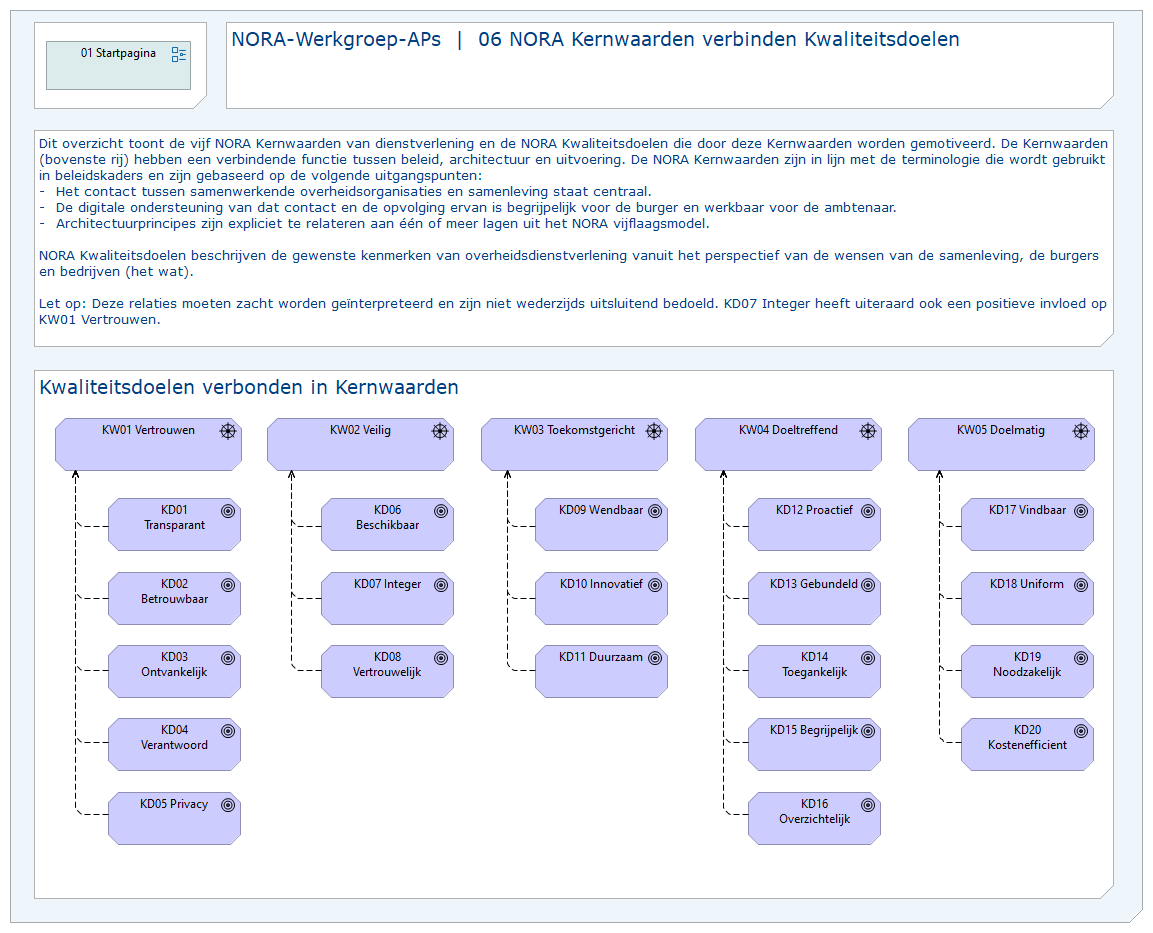 01 Startpagina
NORA-Werkgroep-APs | 06 NORA Kernwaarden verbinden Kwaliteitsdoelen
Dit overzicht toont de vijf NORA Kernwaarden van dienstverlening en de NORA Kwaliteitsdoelen die door deze Kernwaarden worden gemotiveerd. De Kernwaarden
(bovenste rij) hebben een verbindende functie tussen beleid, architectuur en uitvoering. De NORA Kernwaarden zijn in lijn met de terminologie die wordt gebruikt
in beleidskaders en zijn gebaseerd op de volgende uitgangspunten:
- Het contact tussen samenwerkende overheidsorganisaties en samenleving staat centraal.
- De digitale ondersteuning van dat contact en de opvolging ervan is begrijpelijk voor de burger en werkbaar voor de ambtenaar.
- Architectuurprincipes zijn expliciet te relateren aan één of meer lagen uit het NORA vijflaagsmodel.
NORA Kwaliteitsdoelen beschrijven de gewenste kenmerken van overheidsdienstverlening vanuit het perspectief van de wensen van de samenleving, de burgers
en bedrijven (het wat).
Let op: Deze relaties moeten zacht worden geïnterpreteerd en zijn niet wederzijds uitsluitend bedoeld. KD07 Integer heeft uiteraard ook een positieve invloed op
KW01 Vertrouwen.
Kwaliteitsdoelen verbonden in Kernwaarden
KW01 Vertrouwen
KD01
Transparant
KD02
Betrouwbaar
KD03
Ontvankelijk
KD04
Verantwoord
KD05 Privacy
KW02 Veilig
KD06
Beschikbaar
KD07 Integer
KD08
Vertrouwelijk
KW03 Toekomstgericht
KD09 Wendbaar
KD10 Innovatief
KD11 Duurzaam
KW04 Doeltreffend
KD12 Proactief
KD13 Gebundeld
KD14
Toegankelijk
KD15 Begrijpelijk
KD16
Overzichtelijk
KW05 Doelmatig
KD17 Vindbaar
KD18 Uniform
KD19
Noodzakelijk
KD20
Kostenefficient